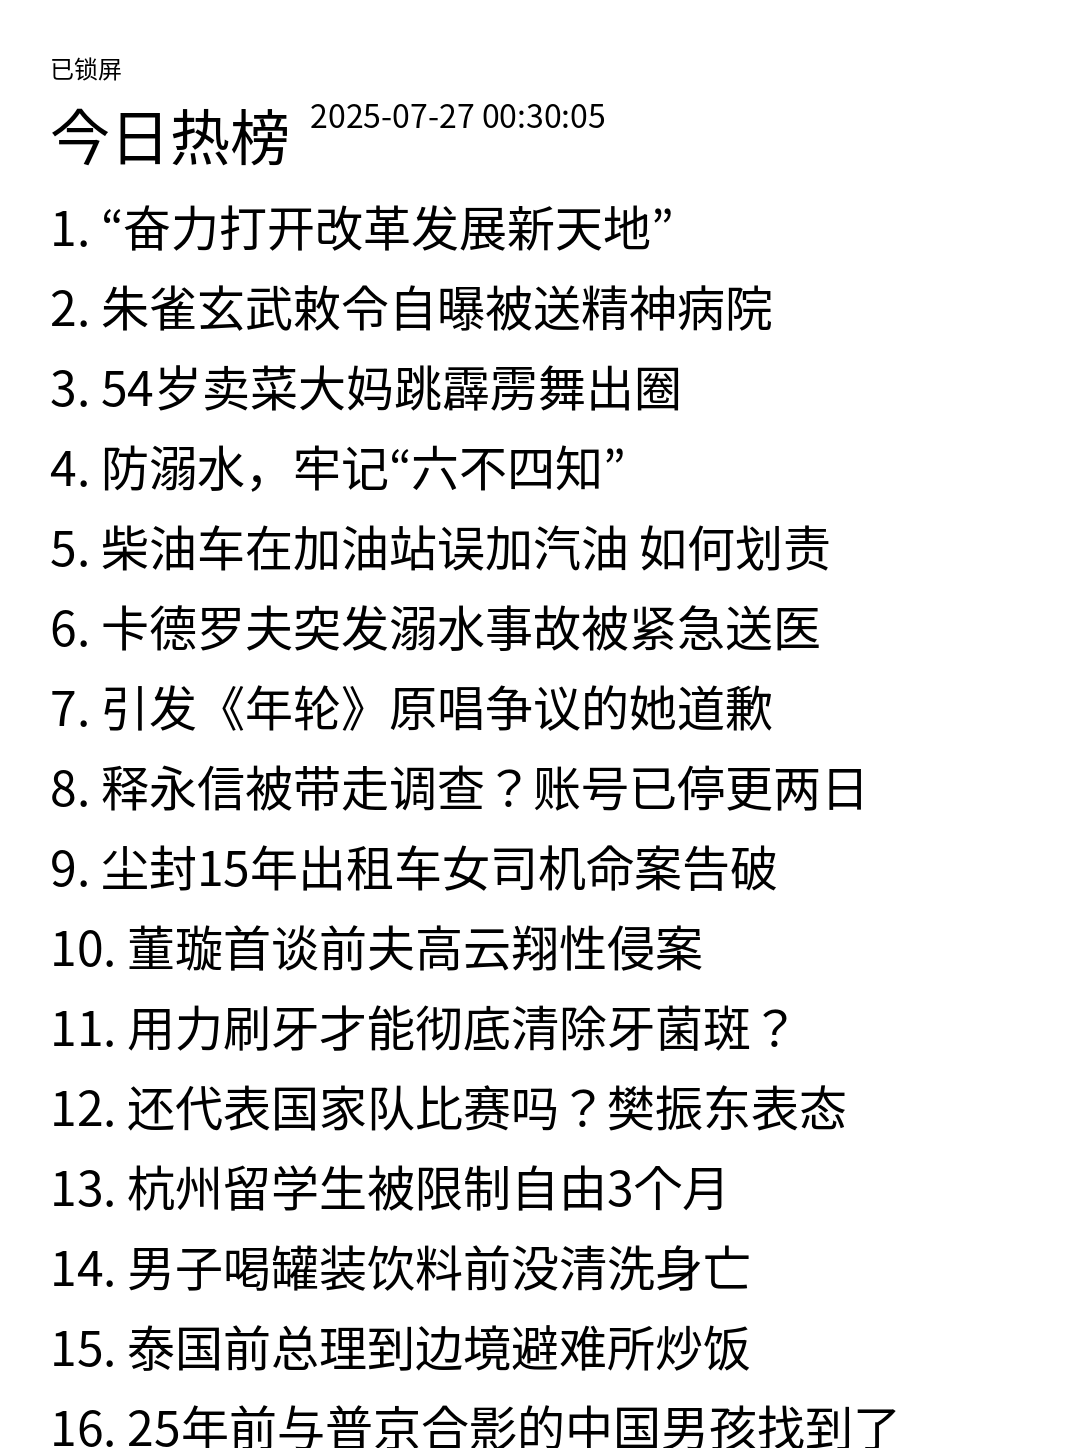 已锁屏
今日热榜 2025-07-27 00:30:05
1. “奋力打开改革发展新天地”
2. 朱雀玄武敕令自曝被送精神病院
3. 54岁卖菜大妈跳霹雳舞出圈
4. 防溺水，牢记“六不四知”
5. 柴油车在加油站误加汽油 如何划责
6. 卡德罗夫突发溺水事故被紧急送医
7. 引发《年轮》原唱争议的她道歉
8. 释永信被带走调查？账号已停更两日
9. 尘封15年出租车女司机命案告破
10. 董璇首谈前夫高云翔性侵案
11. 用力刷牙才能彻底清除牙菌斑？
12. 还代表国家队比赛吗？樊振东表态
13. 杭州留学生被限制自由3个月
14. 男子喝罐装饮料前没清洗身亡
15. 泰国前总理到边境避难所炒饭
16. 25年前与普京合影的中国男孩找到了